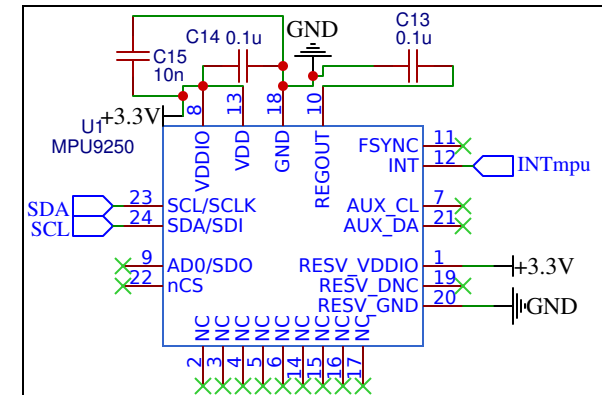 C13
0.1u
GND
C14 0.1u
C15
10n
+3.3V
U1
MPU9250
8
13
18
10
VDDIO
VDD
GND
REGOUT
FSYNC 11
INT 12
INTmpu
SDA
SCL
23 SCL/SCLK
24 SDA/SDI
AUX_CL 7
AUX_DA 21
9 AD0/SDO
22 nCS
RESV_VDDIO 1
+3.3V
RESV_DNC 19
RESV_GND 20
GND
NC NC NC NC NC NC NC NC NC
2 3 4 5 6 14 15 16 17